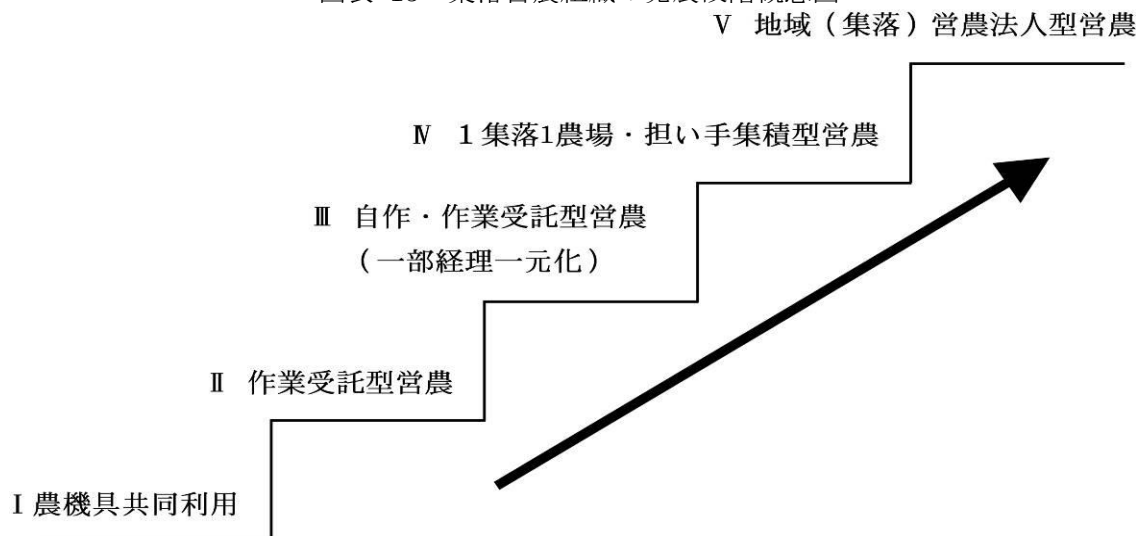 Ⅴ 地域（集落）営農法人型営農
Ⅳ 1集落1農場・担い手集積型営農
Ⅲ 自作・作業受託型営農
（一部経理一元化）
Ⅱ 作業受託型営農
Ⅰ 農機具共同利用